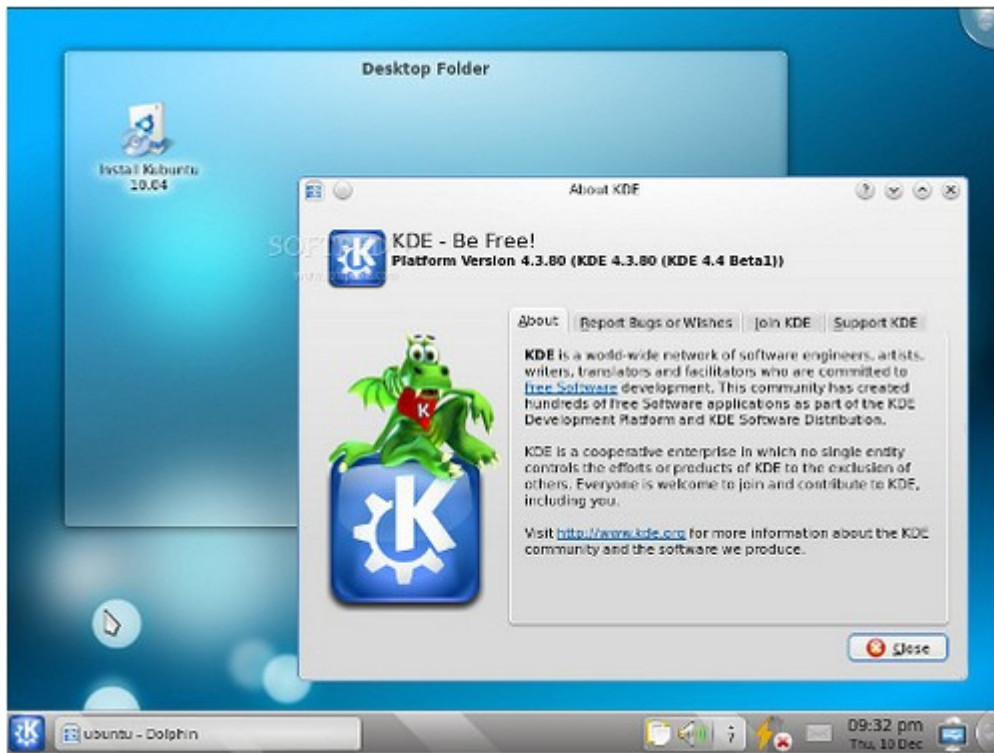 Desktop Folder
Install Kubuntu
10.04
About KDE
KDE - Be Free!
Platform Version 4.3.80 (KDE 4.3.80 (KDE 4.4 Beta1))
About
Report Bugs or Wishes
Join KDE
Support KDE
KDE is a world-wide network of software engineers, artists,
writers, translators and facilitators who are committed to
Free Software development. This community has created
hundreds of Free Software applications as part of the KDE
Development Platform and KDE Software Distribution.
KDE is a cooperative enterprise in which no single entity
controls the efforts or products of KDE to the exclusion of
others. Everyone is welcome to join and contribute to KDE,
including you.
Visit http://www.kde.org for more information about the KDE
community and the software we produce.
Close
ubuntu - Dolphin
09:32 pm
Thu, 10 Dec